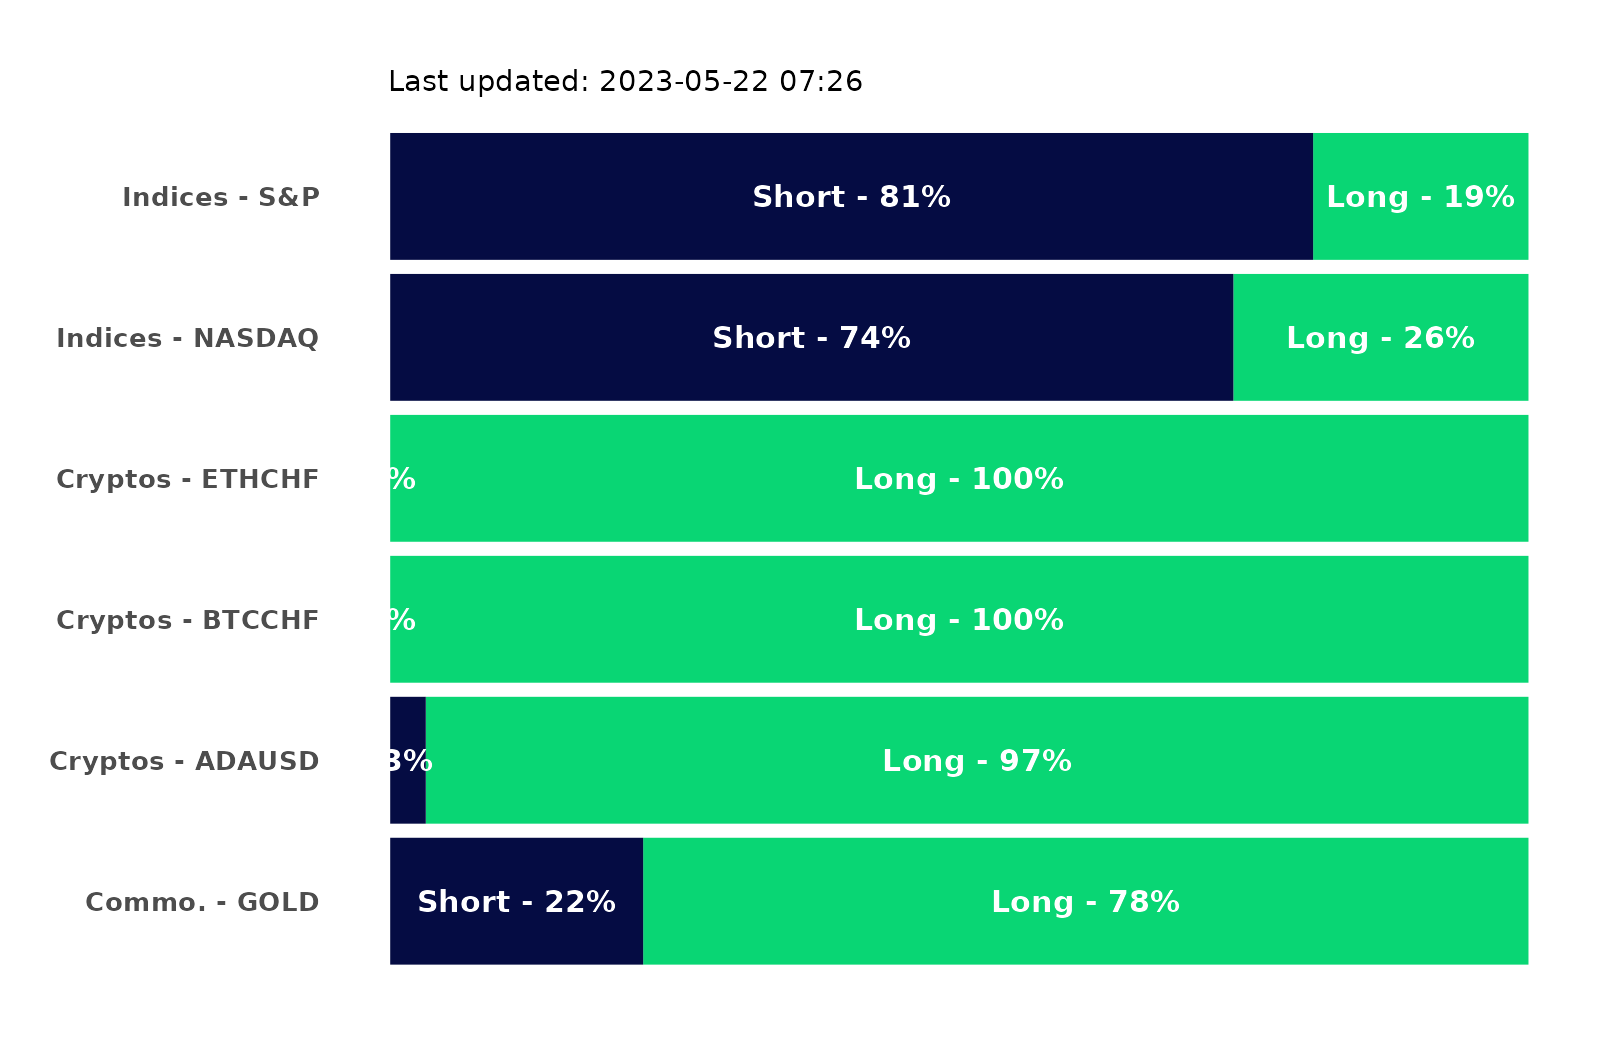 Last updated: 2023-05-22 07:26
Indices - S&P Short - 81% Long - 19%
Indices - NASDAQ Short - 74% Long - 26%
Cryptos - ETHCHF % Long - 100%
Cryptos - BTCCHF % Long - 100%
Cryptos - ADAUSD 3% Long - 97%
Commo. - GOLD Short - 22% Long - 78%